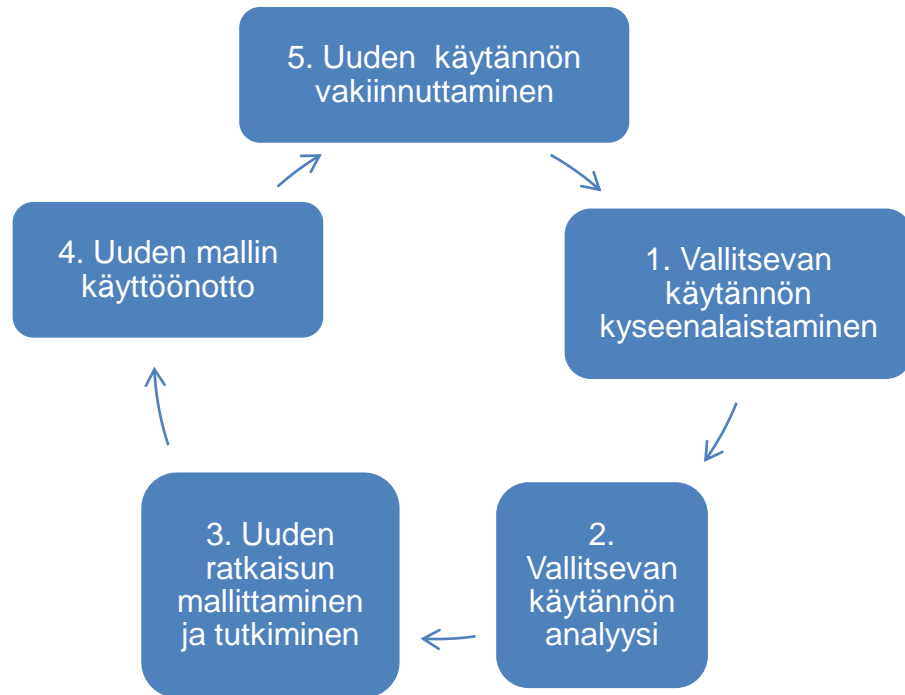 5. Uuden käytännön
vakiinnuttaminen
4. Uuden mallin
käyttöönotto
1. Vallitsevan
käytännön
kyseenalaistaminen
3. Uuden
ratkaisun
mallittaminen
ja tutkiminen
2.
Vallitsevan
käytännön
analyysi